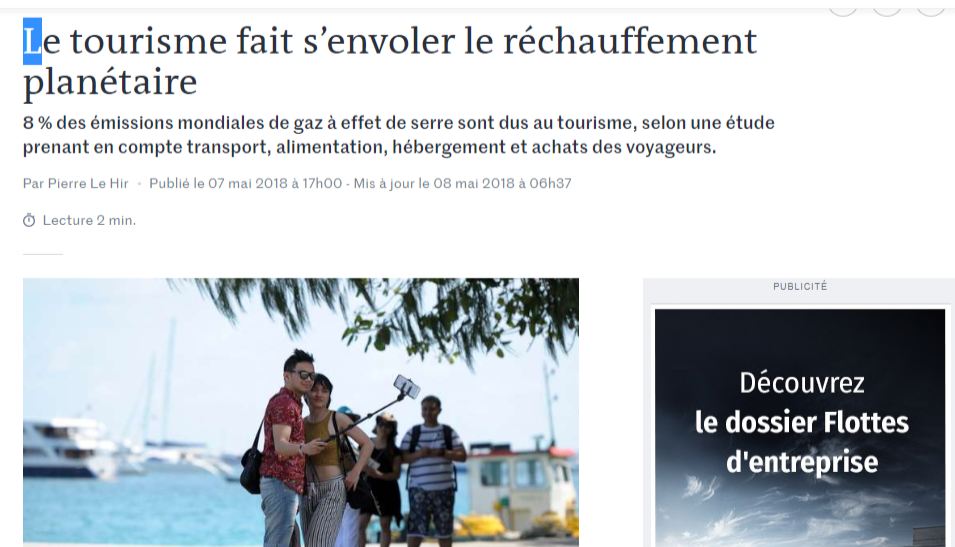 Le tourisme fait s’envoler le réchauffement
planétaire
8 % des émissions mondiales de gaz à effet de serre sont dus au tourisme, selon une étude
prenant en compte transport, alimentation, hébergement et achats des voyageurs.
Par Pierre Le Hir • Publié le 07 mai 2018 à 17h00 - Mis à jour le 08 mai 2018 à 06h37
Lecture 2 min.
PUBLICITÉ
Découvrez
le dossier Flottes
d'entreprise